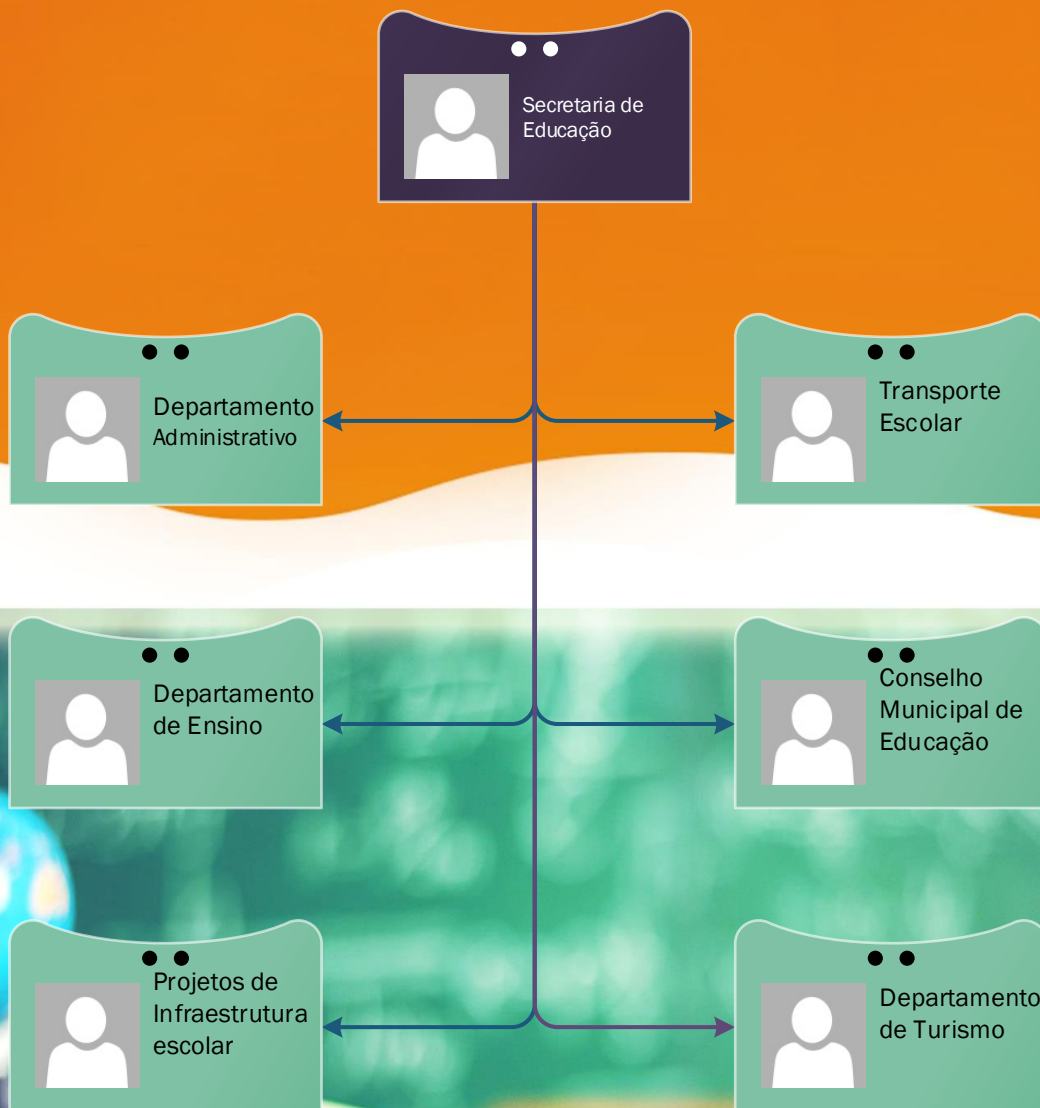 Secretaria de
Educação
Departamento
Administrativo
Transporte
Escolar
Departamento
de Ensino
Conselho
Municipal de
Educação
Projetos de
Infraestrutura
escolar
Departamento
de Turismo